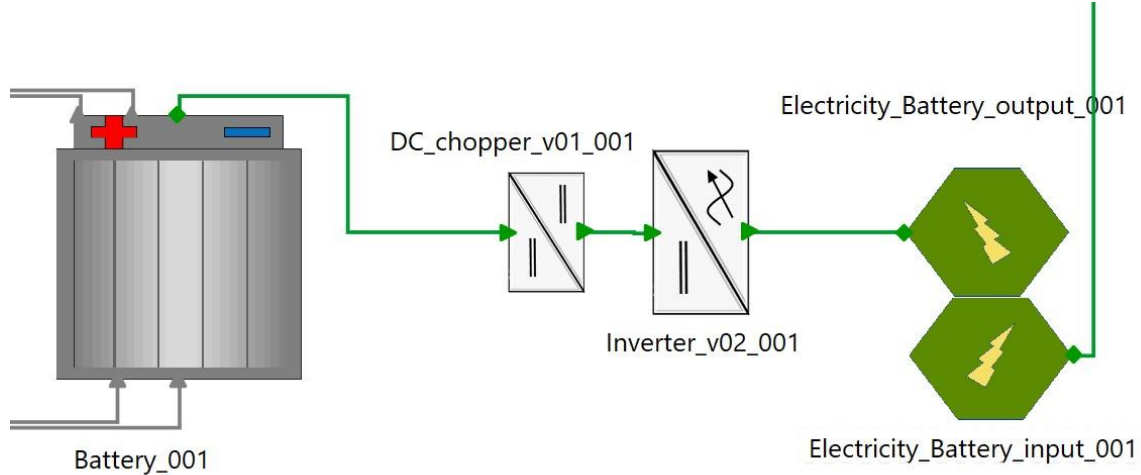 Electricity_Battery_output_001
DC_chopper_v01_001
Inverter_v02_001
Electricity_Battery_input_001
Battery_001